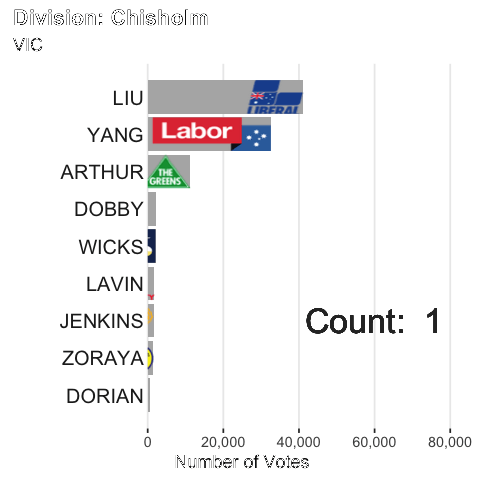 Division: Chisholm
VIC
LIU
LIBERAL
YANG
Labor
ARTHUR
THE
GREENS
DOBBY
WICKS
LAVIN
JENKINS
Count: 1
ZORAYA
DORIAN
0 20,000 40,000 60,000 80,000
Number of Votes